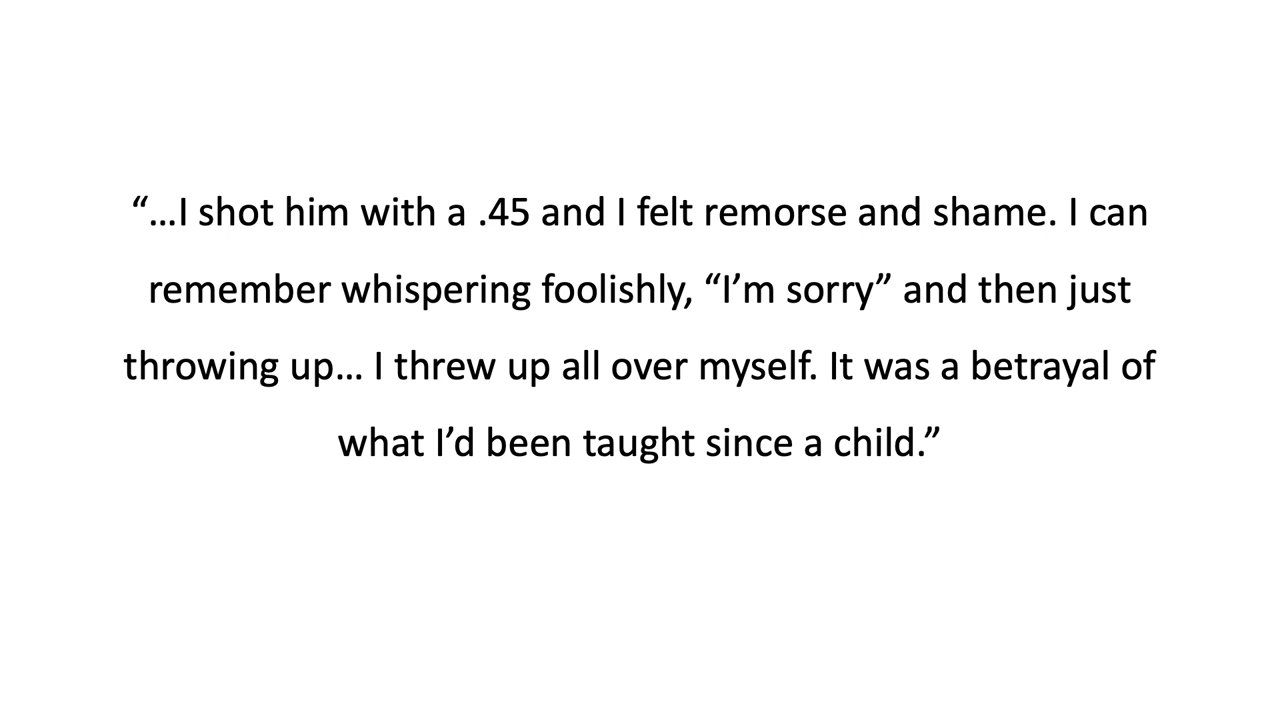 “…I shot him with a .45 and I felt remorse and shame. I can
remember whispering foolishly, “I’m sorry” and then just
throwing up… I threw up all over myself. It was a betrayal of
what I’d been taught since a child.”